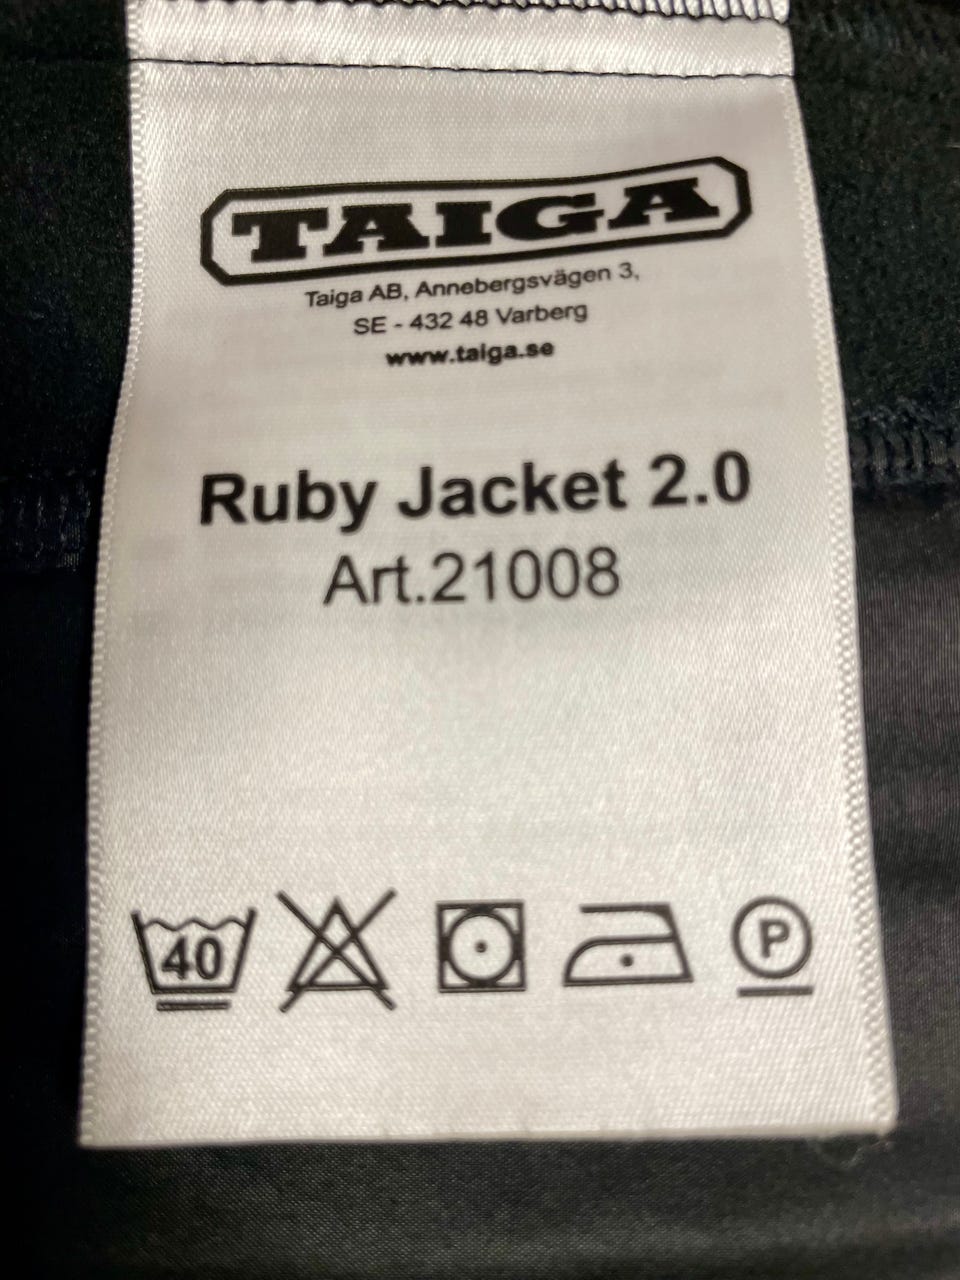 TAIGA
Taiga AB, Annebergsvägen 3,
SE - 432 48 Varberg
www.taiga.se
Ruby Jacket 2.0
Art.21008
40 P